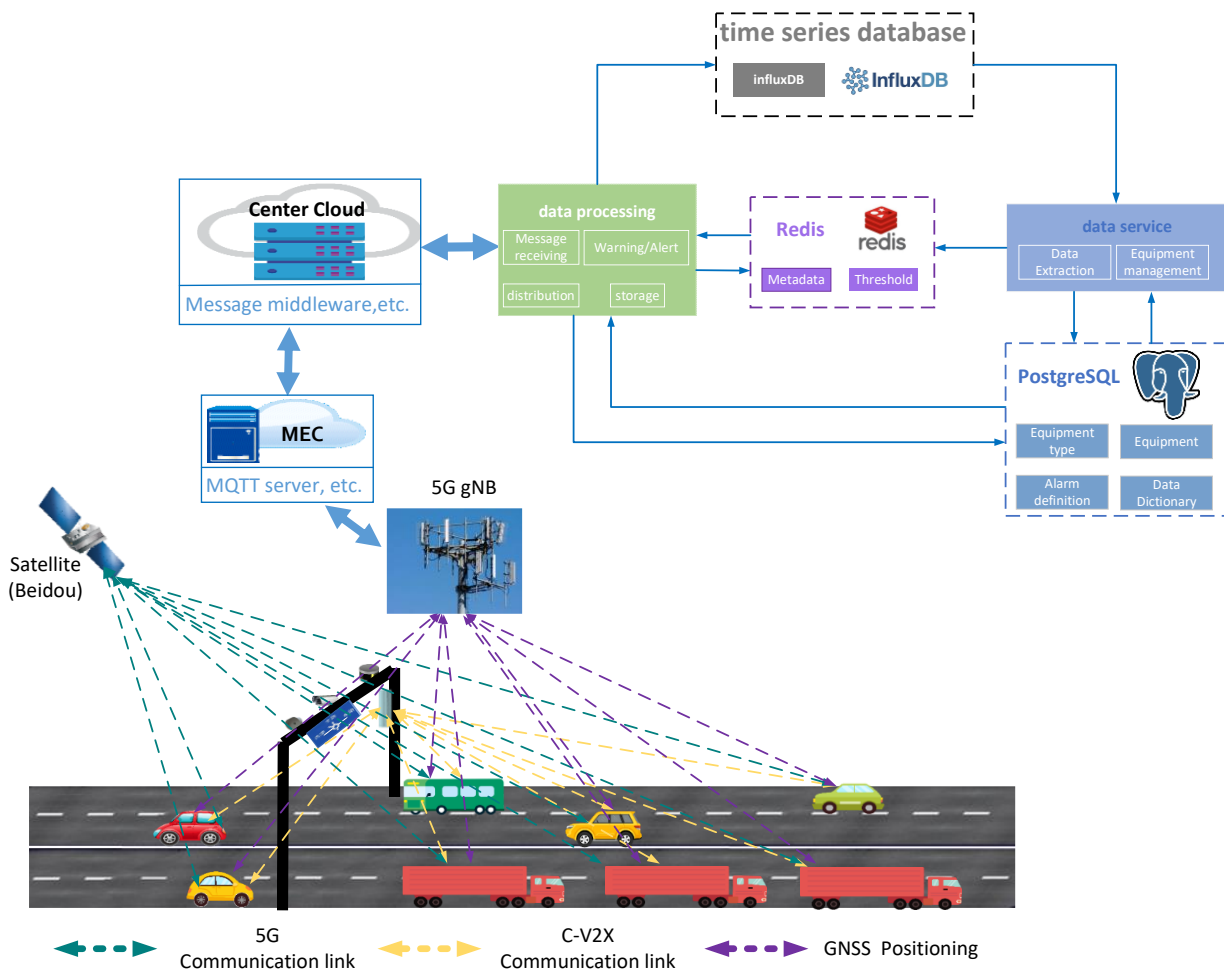 time series database
influxDB
InfluxDB
Center Cloud
Message middleware,etc.
data processing
Message
receiving
Warning/Alert
distribution
storage
Redis
redis
Metadata
Threshold
data service
Data
Extraction
Equipment
management
PostgreSQL
Equipment
type
Equipment
Alarm
definition
Data
Dictionary
MEC
MQTT server, etc.
5G gNB
Satellite
(Beidou)
5G
Communication link
C-V2X
Communication link
GNSS Positioning